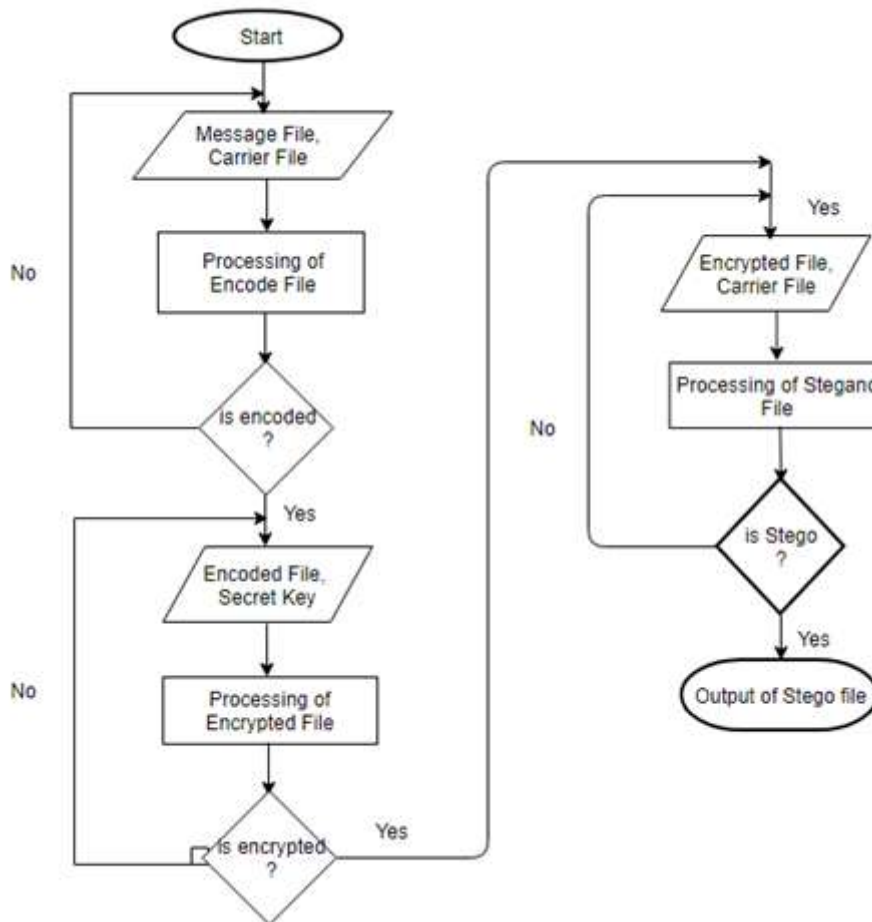 Start
Message File,
Carrier File
Processing of
Encode File
No
is encoded
?
Yes
Encoded File,
Secret Key
Processing of
Encrypted File
No
is encrypted
?
Yes
Yes
Encrypted File,
Carrier File
Processing of Stegano
File
No
is Stego
?
Yes
Output of Stego file